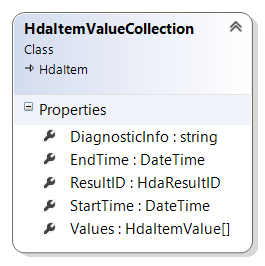 HdaItemValueCollection
Class
HdaItem
Properties
DiagnosticInfo : string
EndTime : DateTime
ResultID : HdaResultID
StartTime : DateTime
Values : HdaItemValue[]